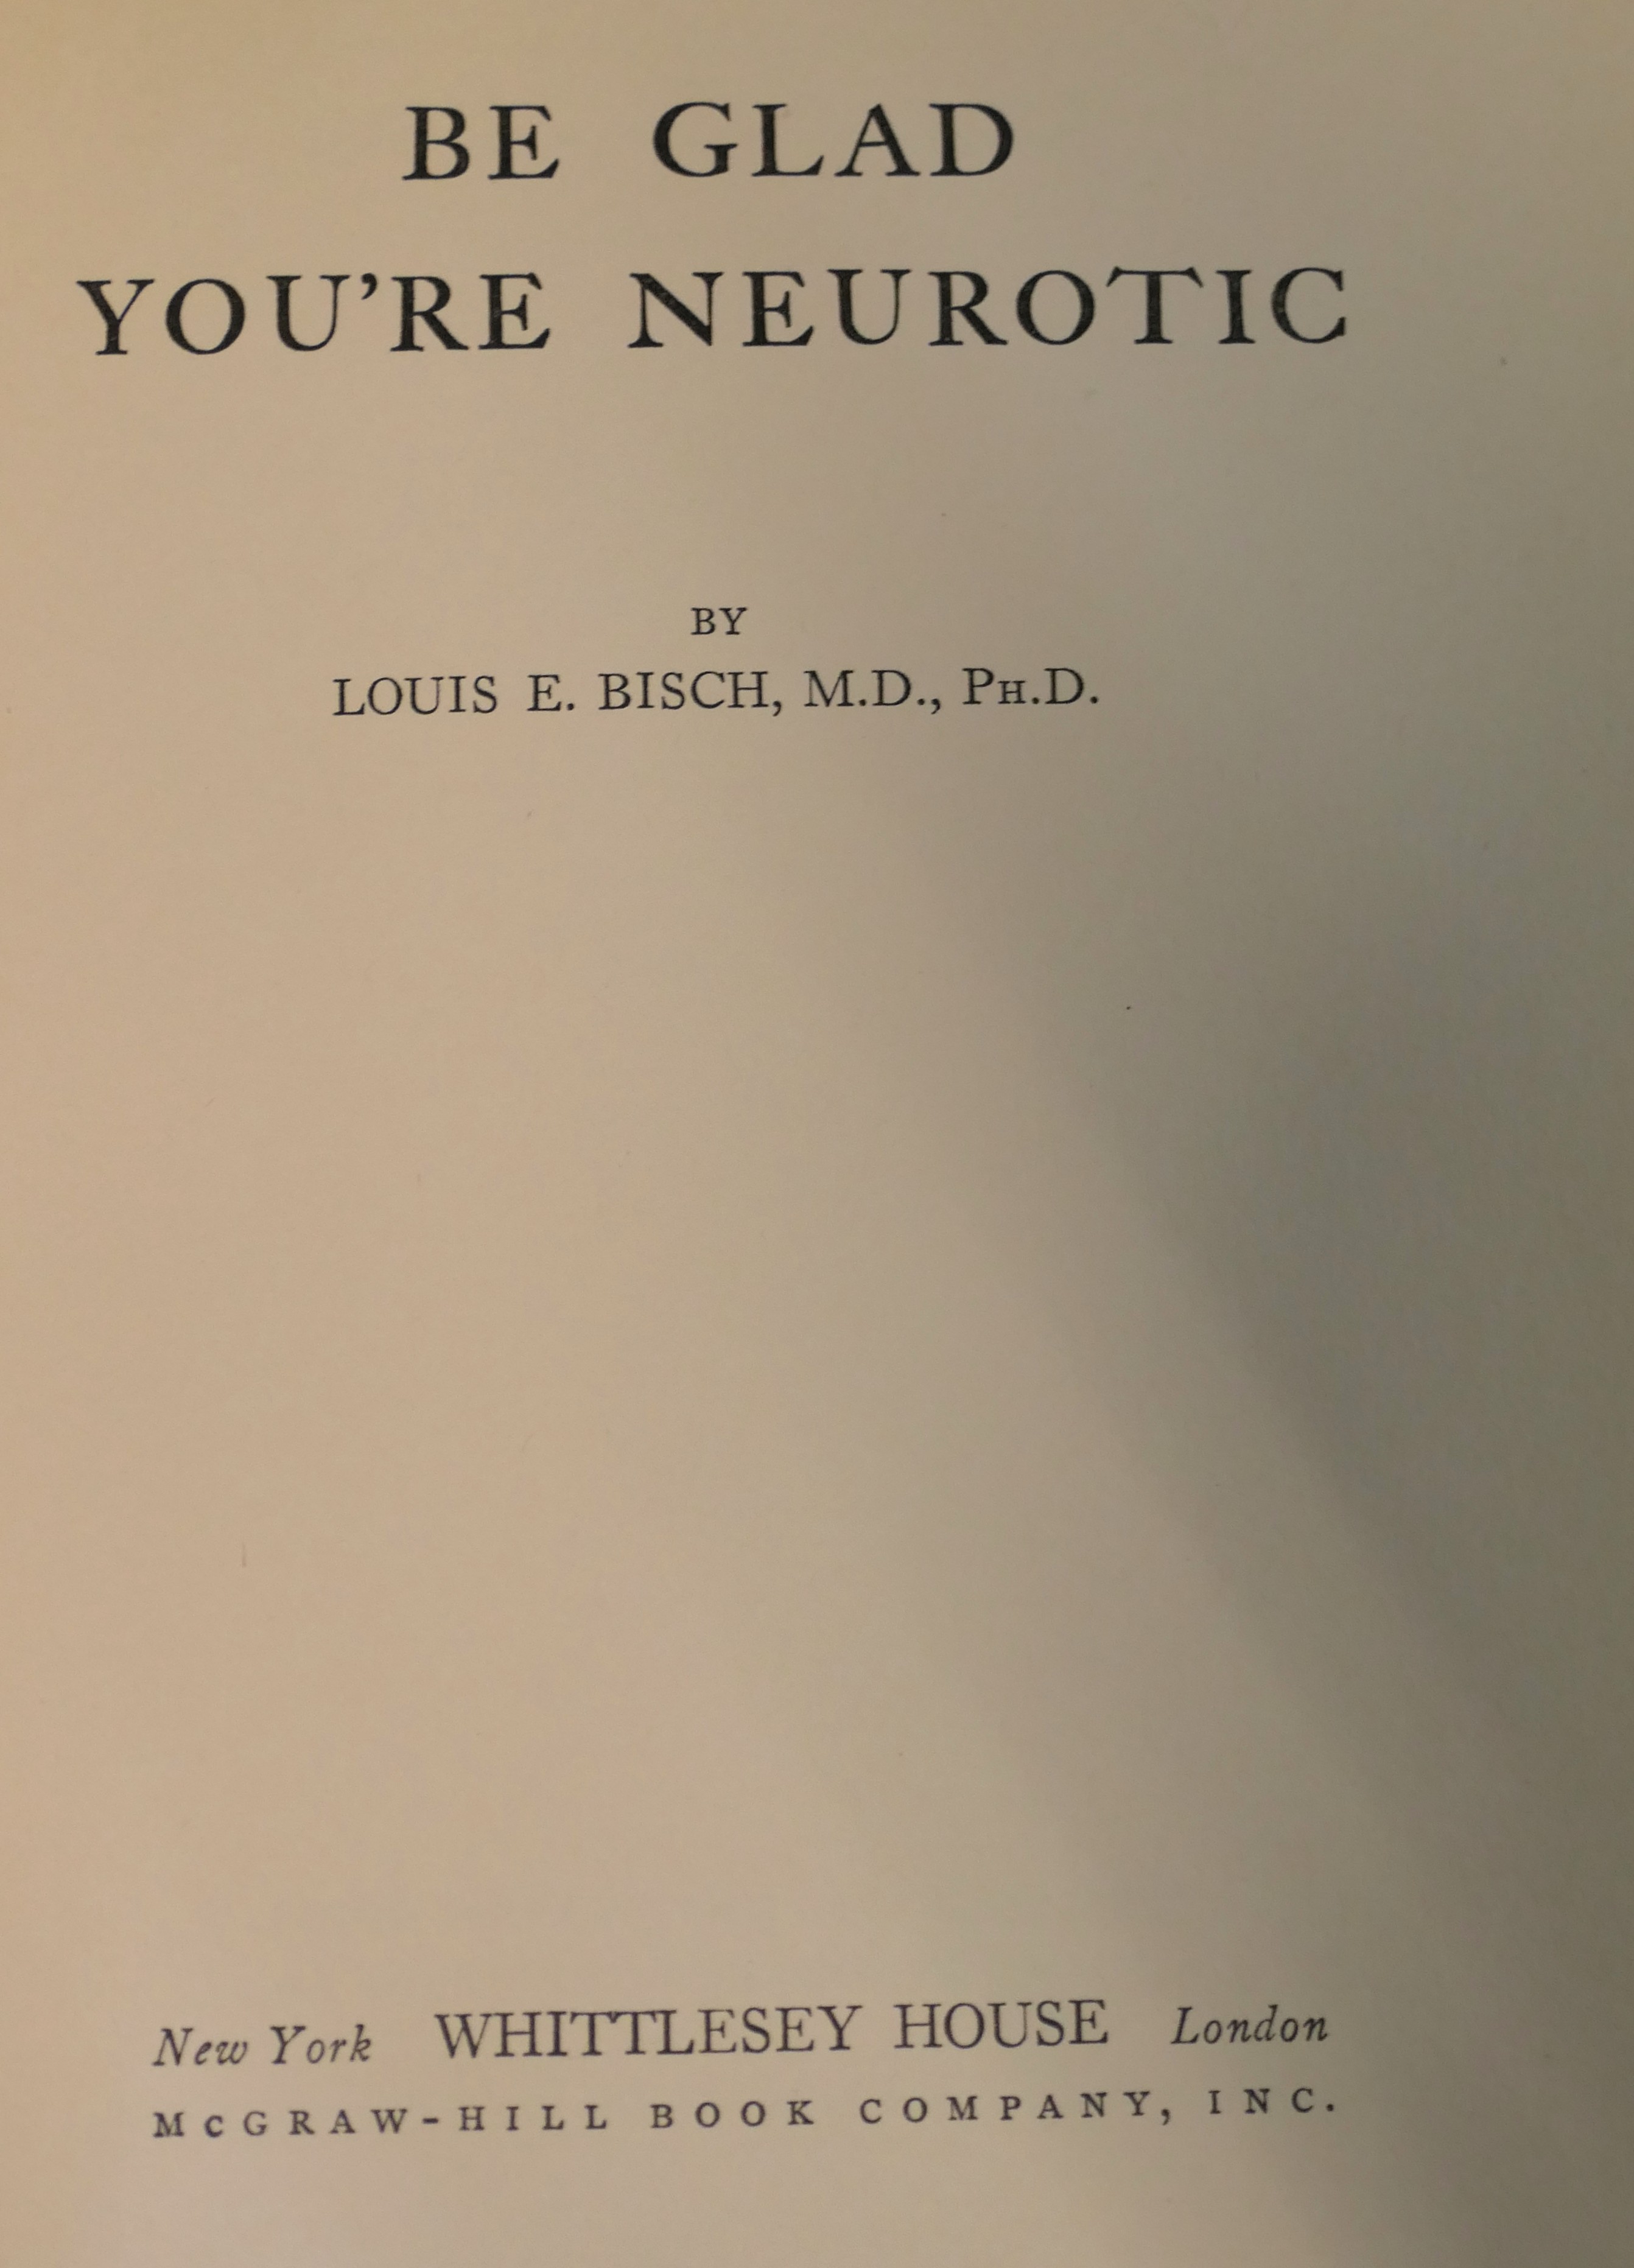 BE GLAD
YOU'RE NEUROTIC
BY
LOUIS E. BISCH, M.D., PH.D.
New York WHITTLESEY HOUSE London
McGRAW-HILL BOOK COMPANY, INC.